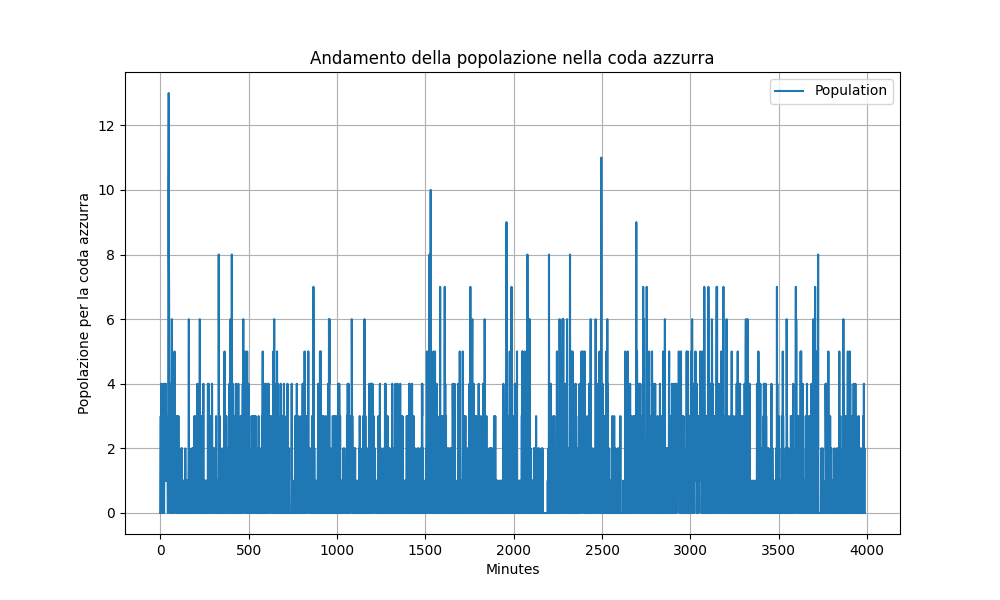 Andamento della popolazione nella coda azzurra
Population
Popolazione per la coda azzurra
12
10
8
6
4
2
0
0 500 1000 1500 2000 2500 3000 3500 4000
Minutes